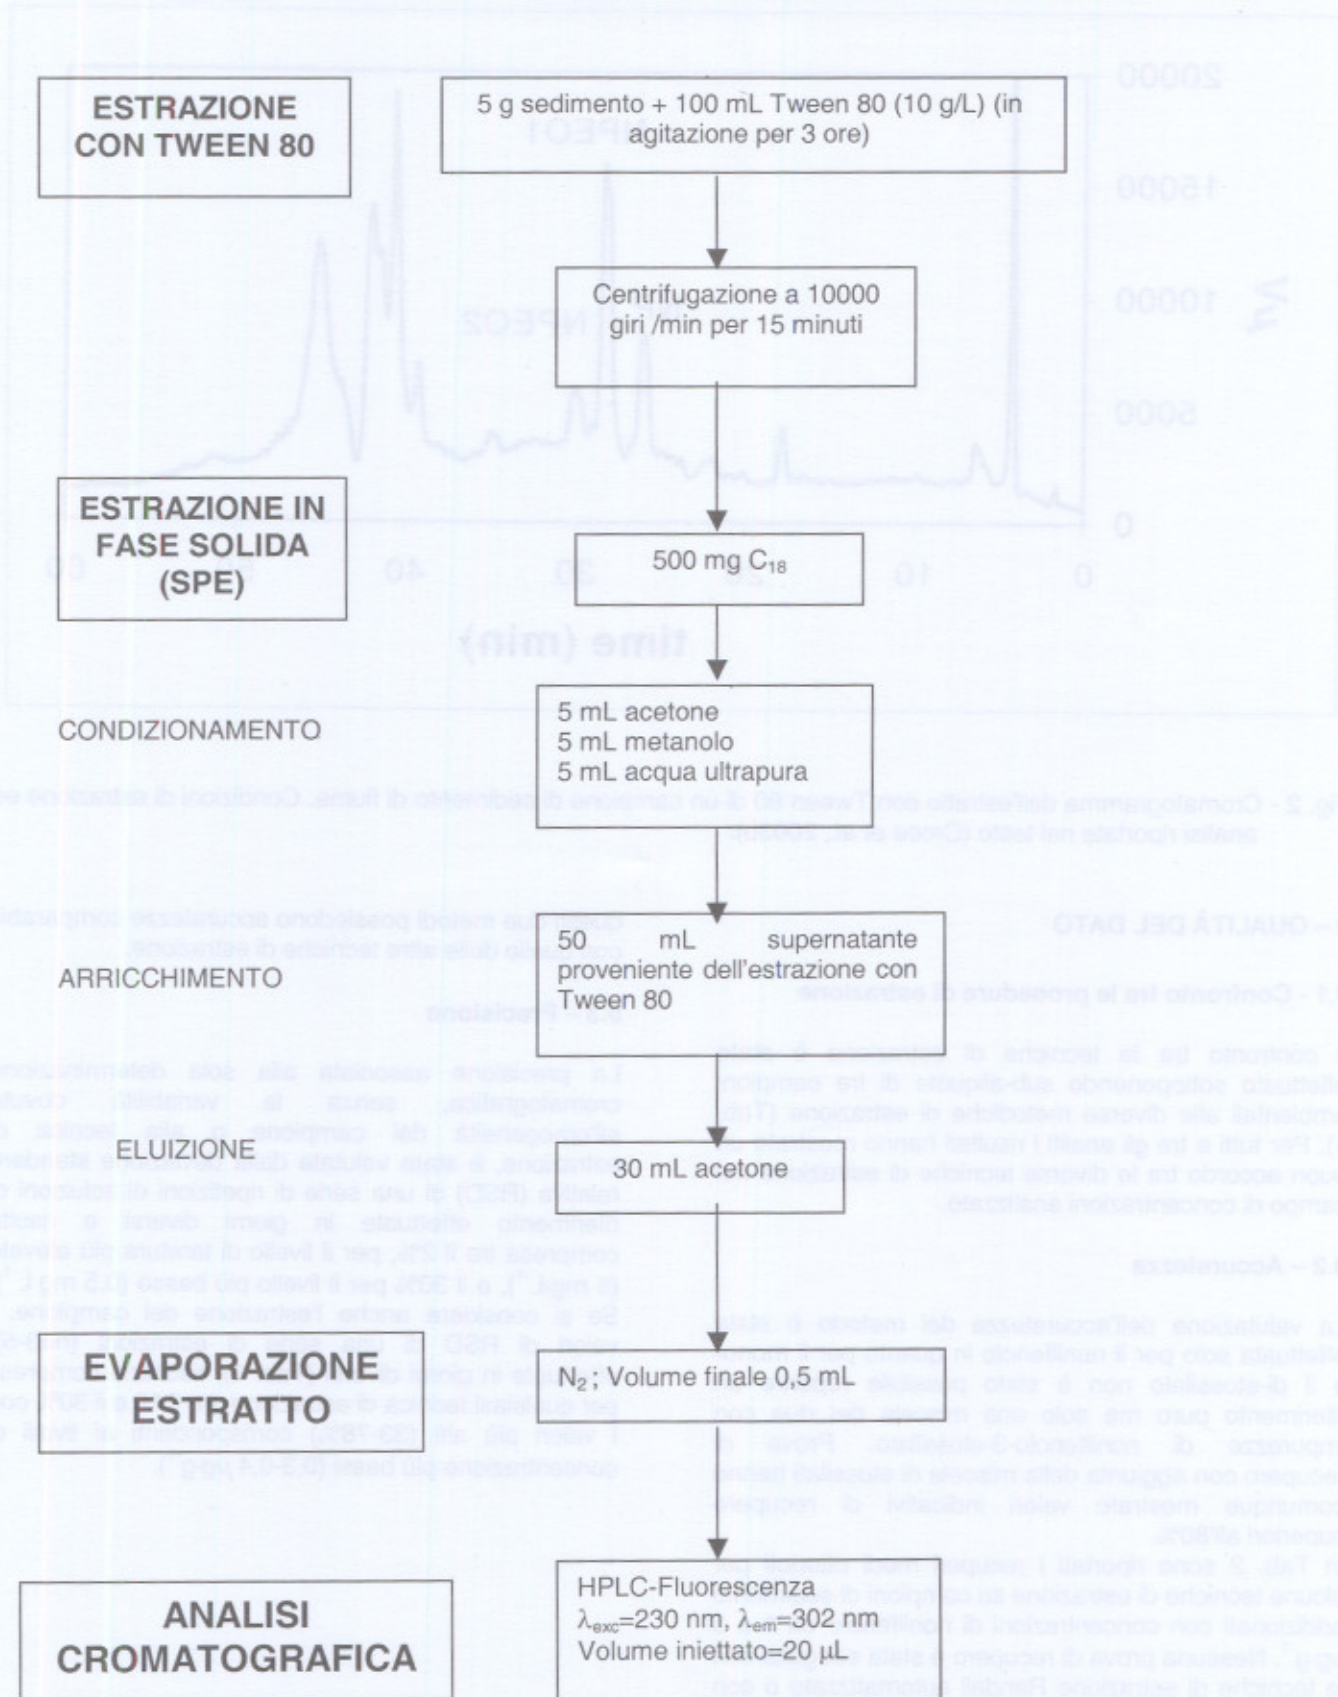 ESTRAZIONE
CON TWEEN 80
5 g sedimento + 100 mL Tween 80 (10 g/L) (in
agitazione per 3 ore)
Centrifugazione a 10000
giri /min per 15 minuti
ESTRAZIONE IN
FASE SOLIDA
(SPE)
500 mg C₁₈
CONDIZIONAMENTO
5 mL acetone
5 mL metanolo
5 mL acqua ultrapura
ARRICCHIMENTO
50 mL supernatante
proveniente dell'estrazione con
Tween 80
ELUIZIONE
30 mL acetone
EVAPORAZIONE
ESTRATTO
N₂; Volume finale 0,5 mL
ANALISI
CROMATOGRAFICA
HPLC-Fluorescenza
λexc=230 nm, λem=302 nm
Volume iniettato=20 μL